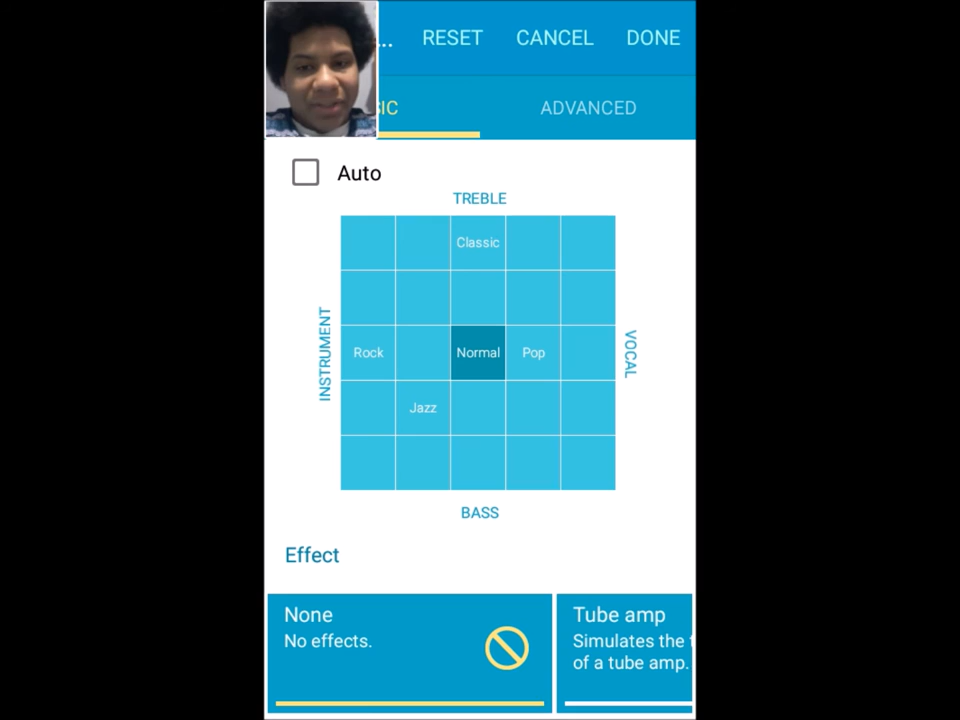 ... RESET CANCEL DONE
SIC ADVANCED
Auto
TREBLE
Classic
INSTRUMENT
Rock Normal Pop
VOCAL
Jazz
BASS
Effect
None
No effects.
Tube amp
Simulates the
of a tube amp.